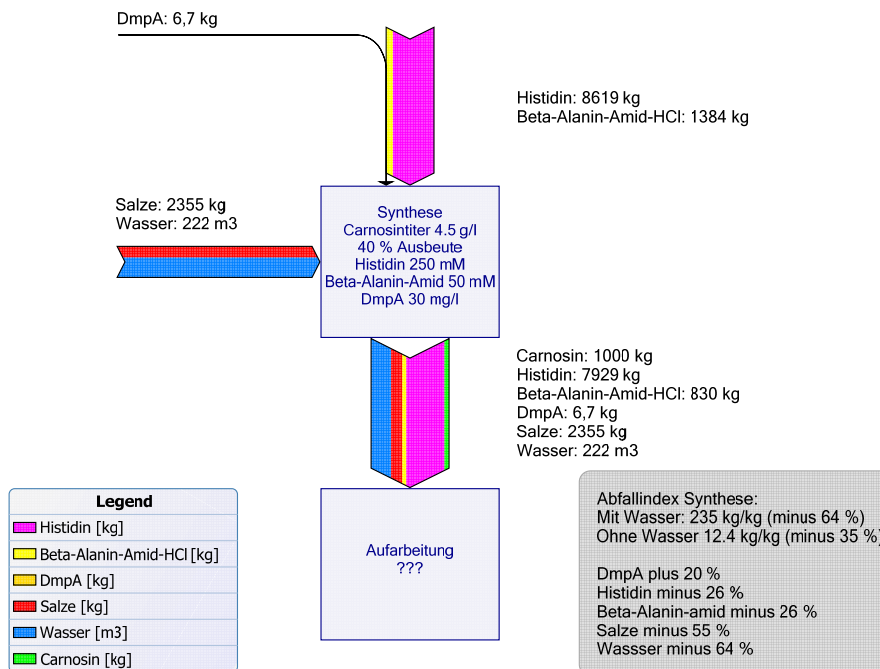 DmpA: 6,7 kg
Histidin: 8619 kg
Beta-Alanin-Amid-HCl: 1384 kg
Salze: 2355 kg
Wasser: 222 m3
Synthese
Carnosintiter 4.5 g/l
40 % Ausbeute
Histidin 250 mM
Beta-Alanin-Amid 50 mM
DmpA 30 mg/l
Carnosin: 1000 kg
Histidin: 7929 kg
Beta-Alanin-Amid-HCl: 830 kg
DmpA: 6,7 kg
Salze: 2355 kg
Wasser: 222 m3
Legend
Histidin [kg]
Beta-Alanin-Amid-HCl [kg]
DmpA [kg]
Salze [kg]
Wasser [m3]
Carnosin [kg]
Aufarbeitung
???
Abfallindex Synthese:
Mit Wasser: 235 kg/kg (minus 64 %)
Ohne Wasser 12.4 kg/kg (minus 35 %)
DmpA plus 20 %
Histidin minus 26 %
Beta-Alanin-amid minus 26 %
Salze minus 55 %
Wassser minus 64 %